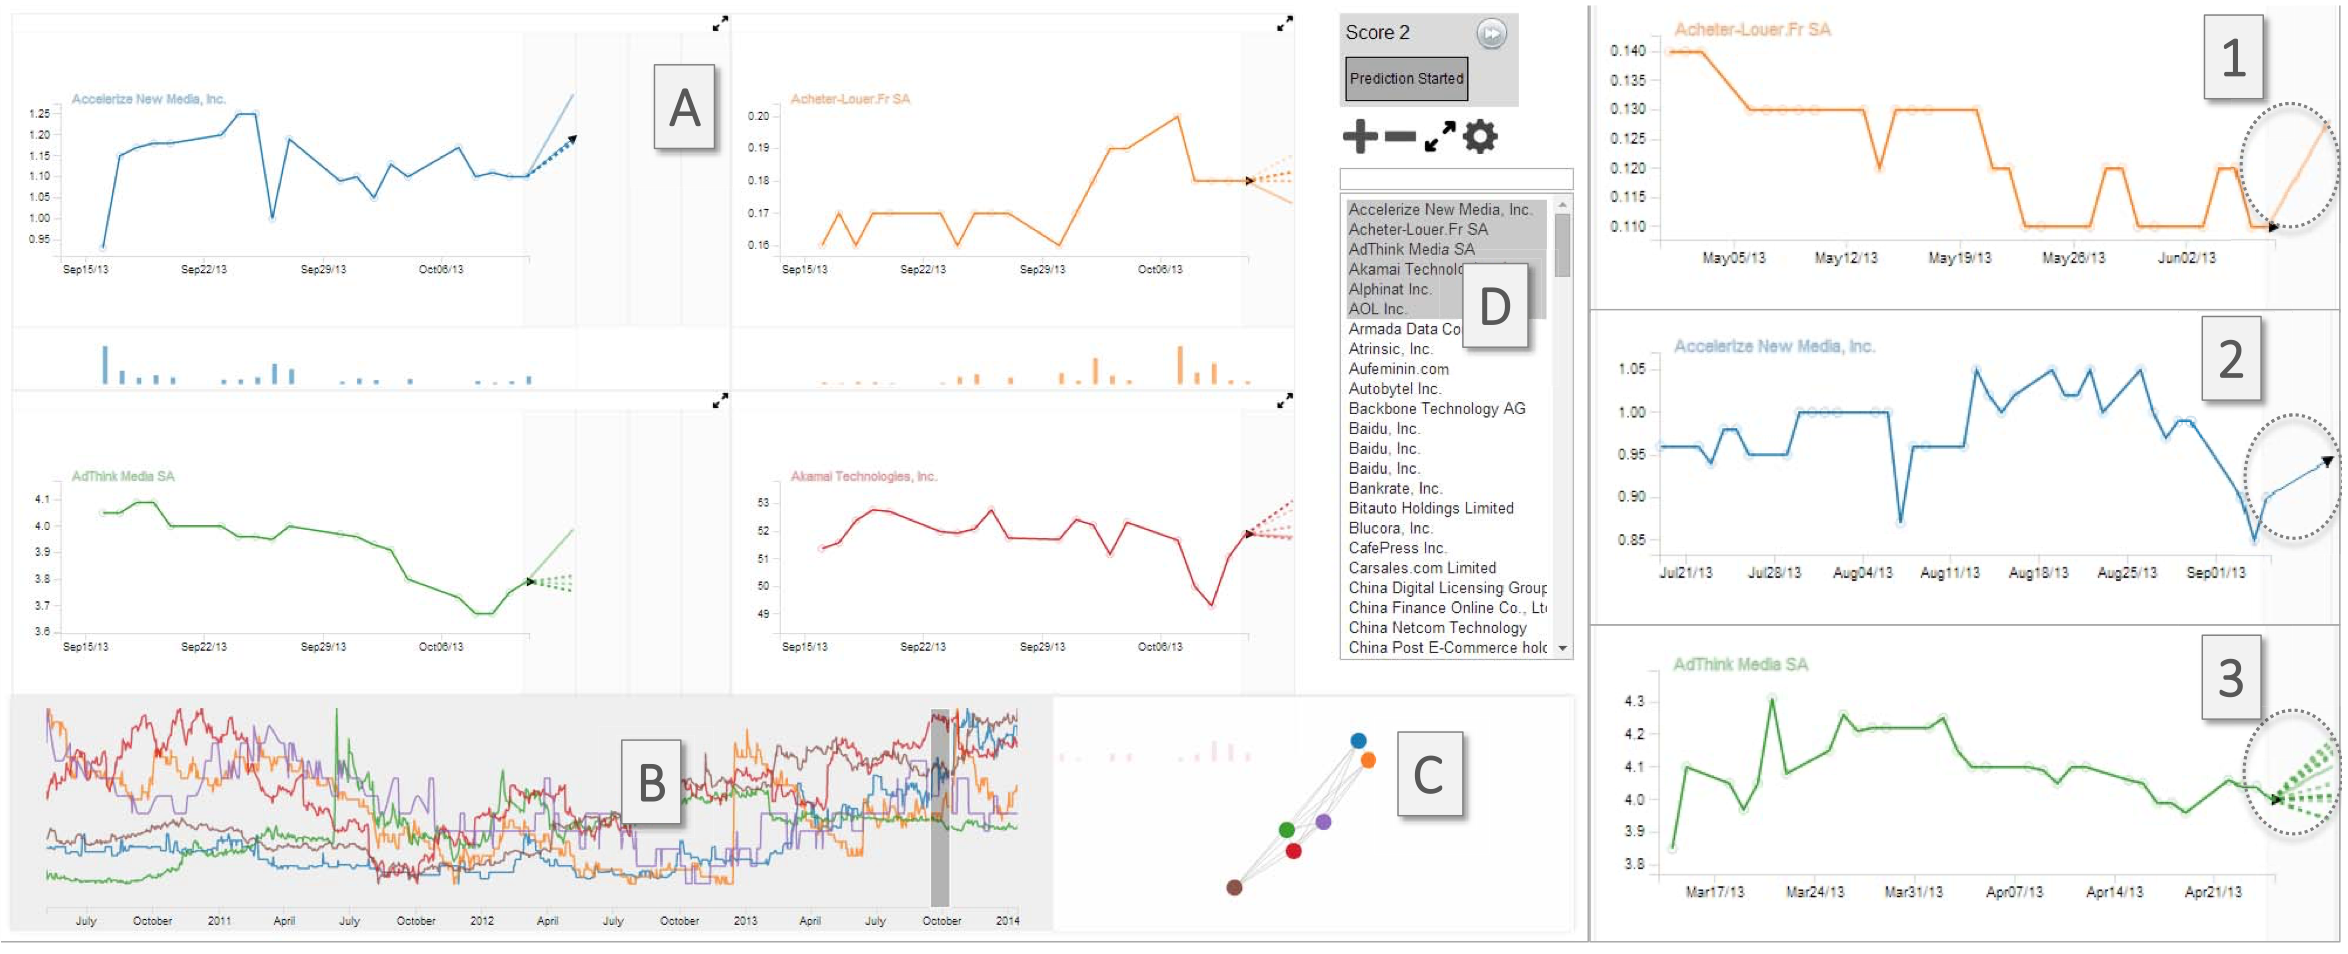 Accelerize New Media, Inc.
1.25
1.20
1.15
1.10
1.05
1.00
0.95
Sep15/13 Sep22/13 Sep29/13 Oct06/13
A
Acheter-Louer.Fr SA
0.20
0.19
0.18
0.17
0.16
Sep15/13 Sep22/13 Sep29/13 Oct06/13
AdThink Media SA
4.1
4.0
3.9
3.8
3.7
3.6
Sep15/13 Sep22/13 Sep29/13 Oct06/13
Akamai Technologies, Inc.
53
52
51
50
49
Sep15/13 Sep22/13 Sep29/13 Oct06/13
B
July October 2011 April July October 2012 April July October 2013 April July October 2014
C
Score 2
Prediction Started
Accelerize New Media, Inc.
Acheter-Louer.Fr SA
AdThink Media SA
Akamai Technolo
Alphinat Inc.
AOL Inc.
D
Armada Data Co
Atrinsic, Inc.
Aufeminin.com
Autobytel Inc.
Backbone Technology AG
Baidu, Inc.
Baidu, Inc.
Baidu, Inc.
Bankrate, Inc.
Bitauto Holdings Limited
Blucora, Inc.
CafePress Inc.
Carsales.com Limited
China Digital Licensing Group
China Finance Online Co., Lt
China Netcom Technology
China Post E-Commerce holc
Acheter-Louer.Fr SA
1
0.140
0.135
0.130
0.125
0.120
0.115
0.110
May05/13 May12/13 May19/13 May26/13 Jun02/13
Accelerize New Media, Inc.
2
1.05
1.00
0.95
0.90
0.85
Jul21/13 Jul28/13 Aug04/13 Aug11/13 Aug18/13 Aug25/13 Sep01/13
AdThink Media SA
3
4.3
4.2
4.1
4.0
3.9
3.8
Mar17/13 Mar24/13 Mar31/13 Apr07/13 Apr14/13 Apr21/13